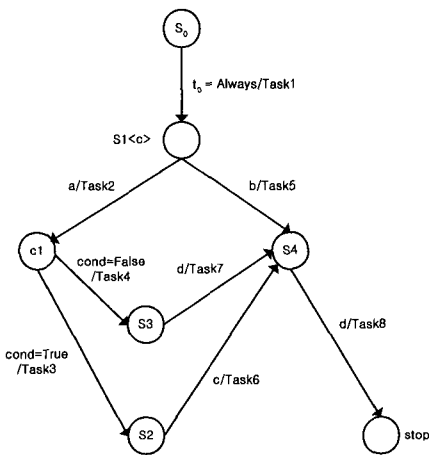 S₀
t₀ = Always/Task1
S1<c>
a/Task2
b/Task5
c1
cond=False
/Task4
d/Task7
S4
S3
cond=True
/Task3
c/Task6
d/Task8
S2
stop